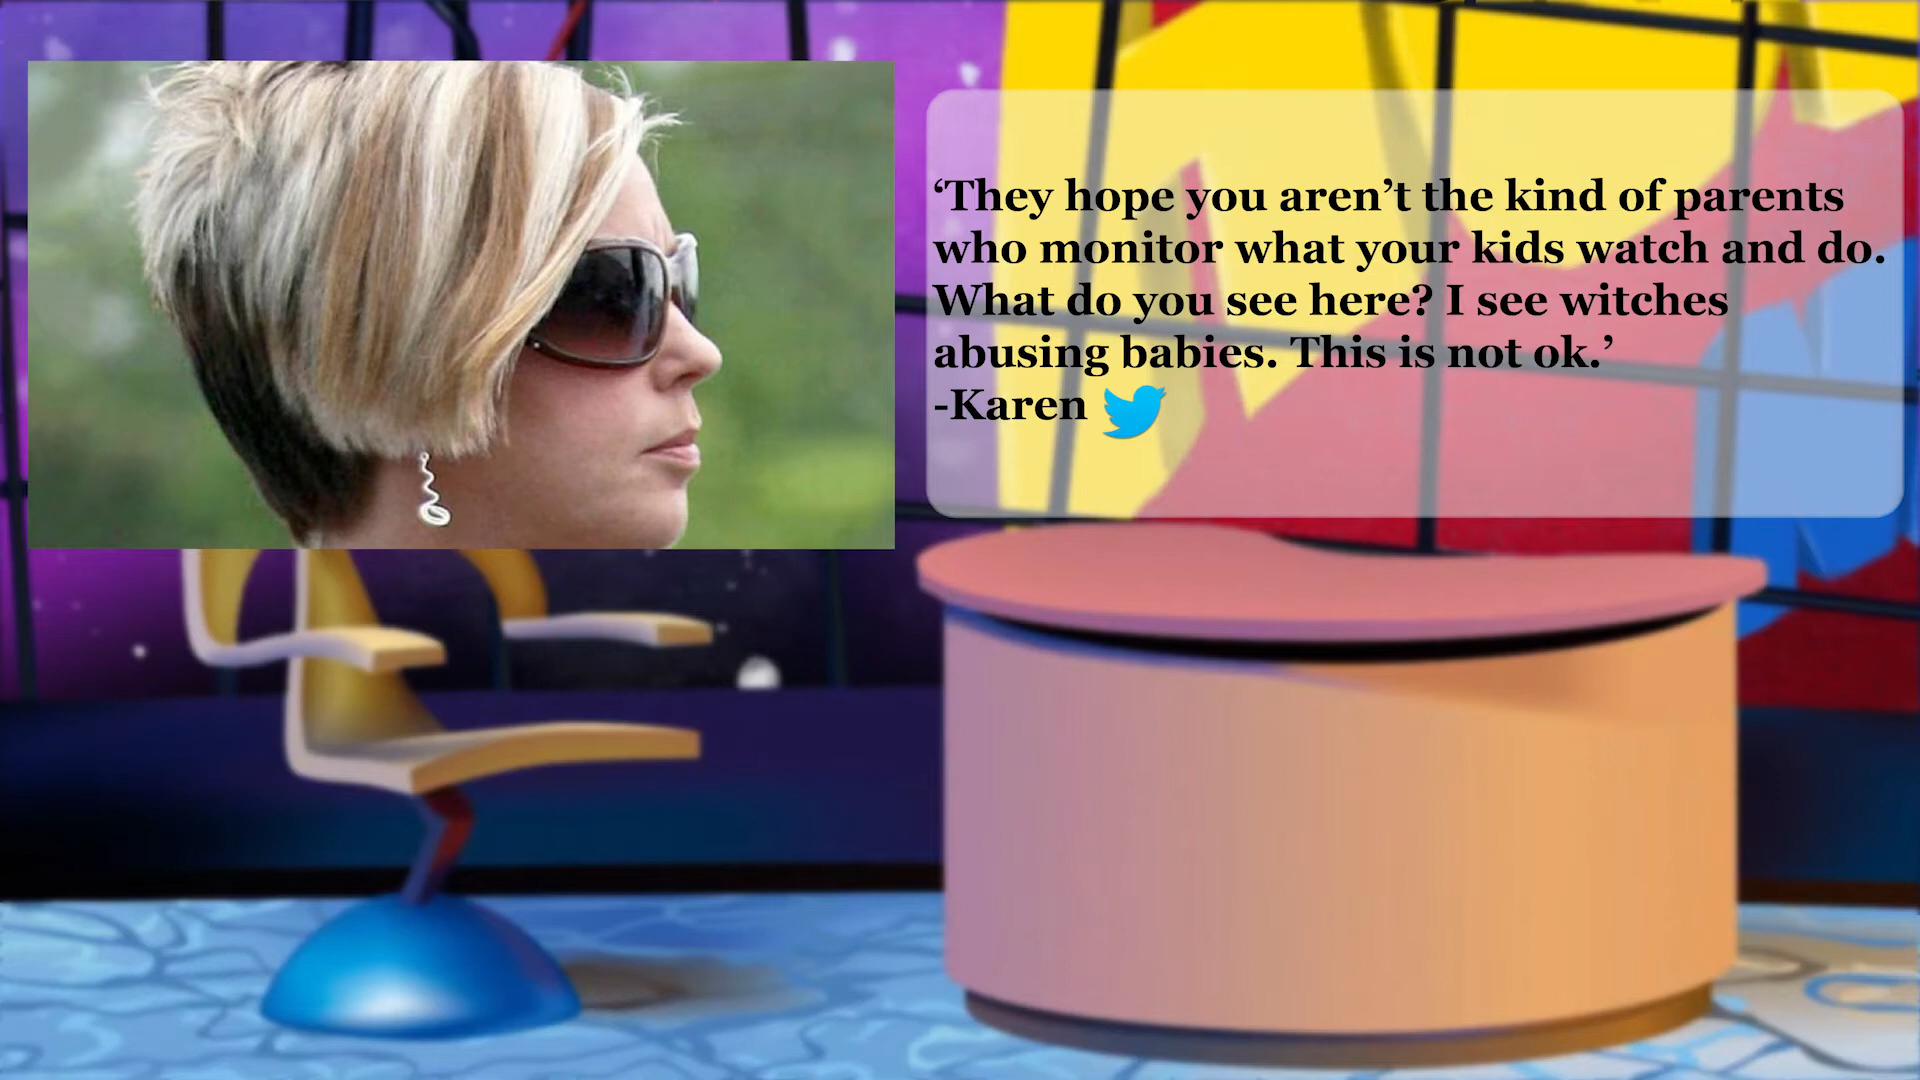 ‘They hope you aren’t the kind of parents
who monitor what your kids watch and do.
What do you see here? I see witches
abusing babies. This is not ok.’
-Karen